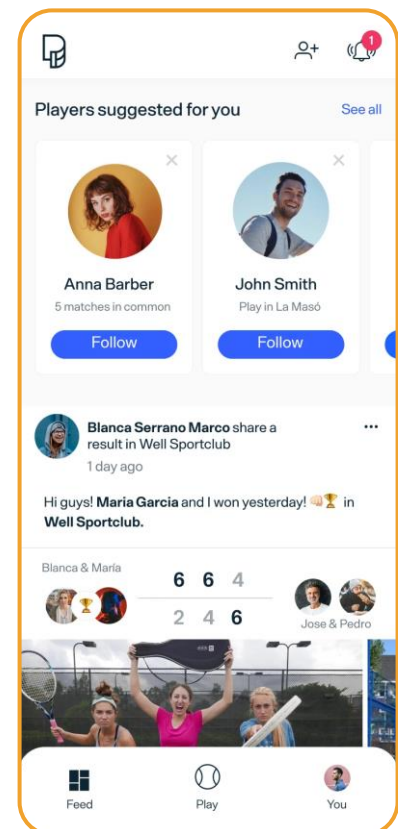 1
Players suggested for you
See all
Anna Barber
John Smith
5 matches in common
Play in La Masó
Follow
Follow
Blanca Serrano Marco share a
result in Well Sportclub
1 day ago
Hi guys! Maria Garcia and I won yesterday! 👊🏻🏆 in
Well Sportclub.
Blanca & María
6 6 4
2 4 6
Jose & Pedro
Feed
Play
You